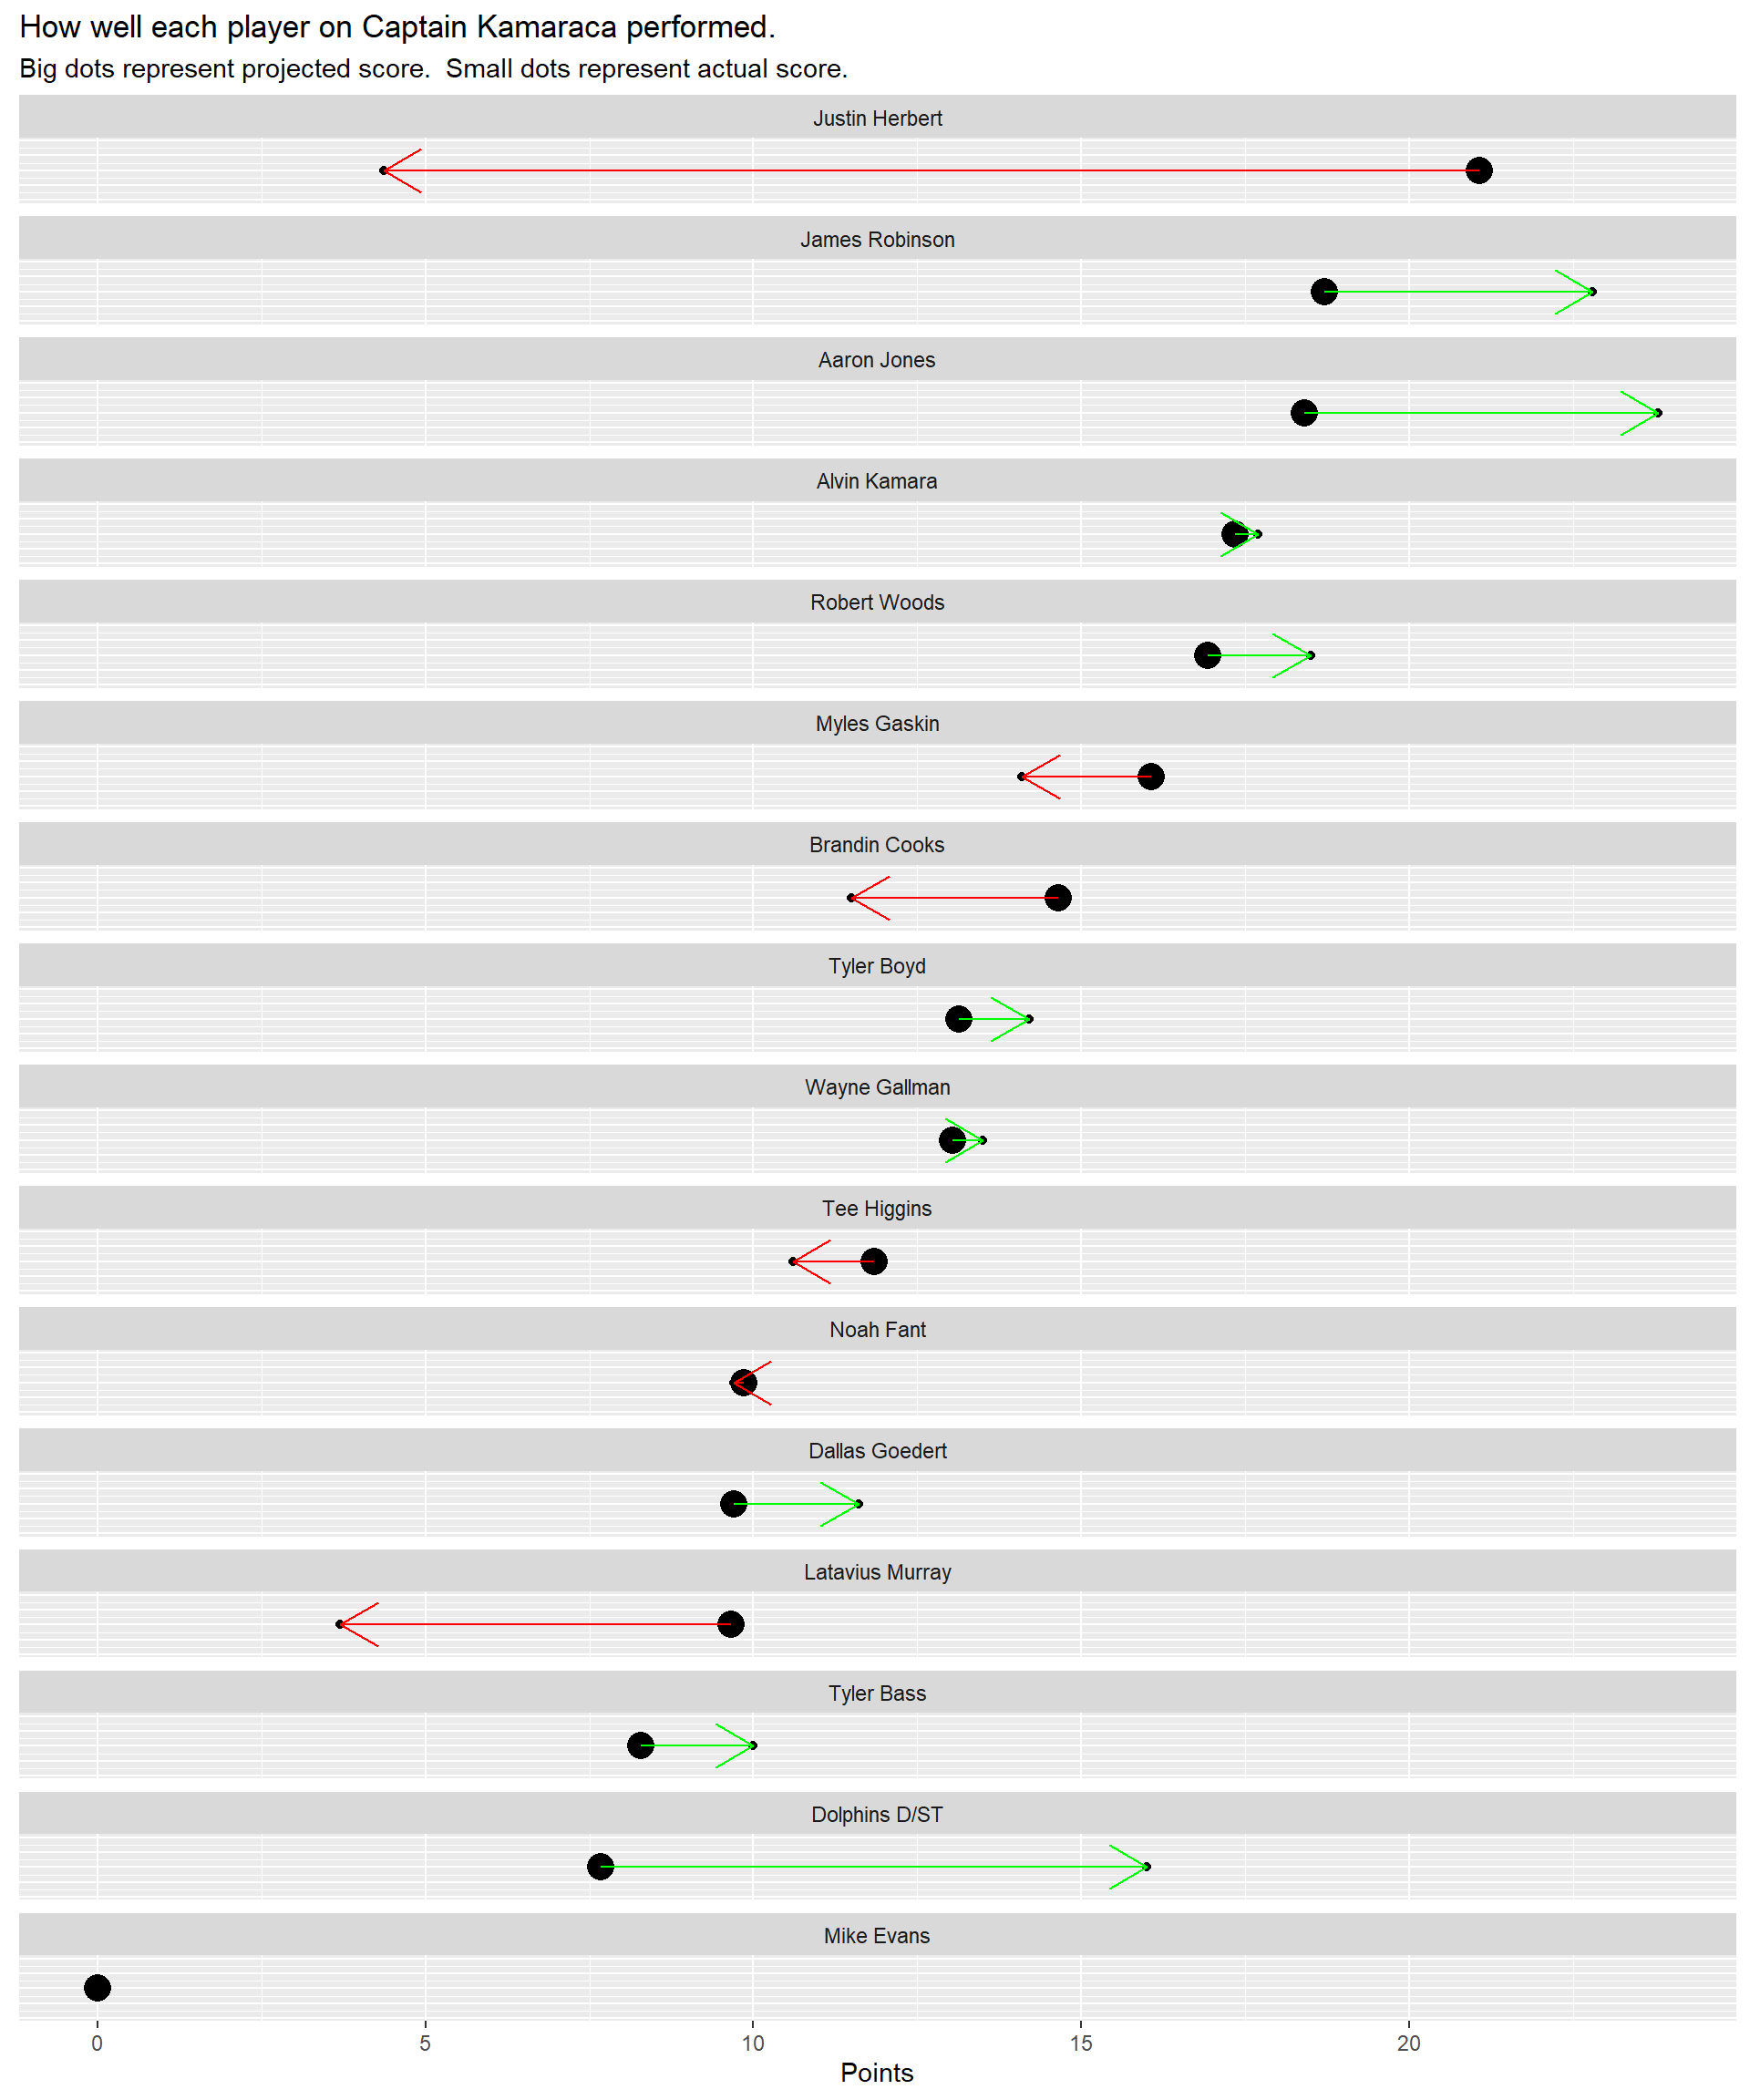 How well each player on Captain Kamaraca performed.
Big dots represent projected score.  Small dots represent actual score.
Justin Herbert
James Robinson
Aaron Jones
Alvin Kamara
Robert Woods
Myles Gaskin
Brandin Cooks
Tyler Boyd
Wayne Gallman
Tee Higgins
Noah Fant
Dallas Goedert
Latavius Murray
Tyler Bass
Dolphins D/ST
Mike Evans
0 5 10 15 20
Points